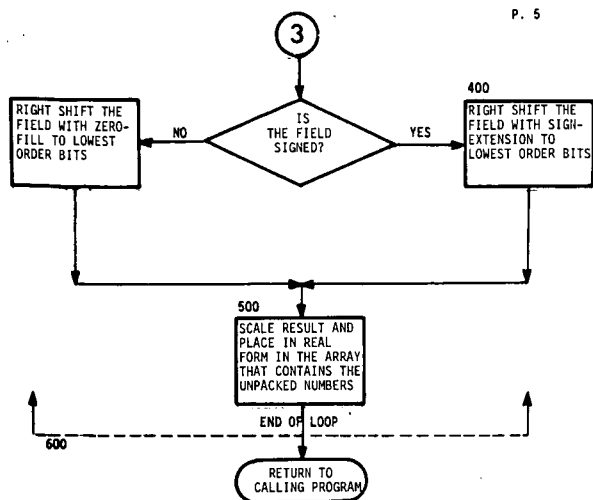 P. 5
3
400
RIGHT SHIFT THE
FIELD WITH ZERO-
FILL TO LOWEST
ORDER BITS
NO
IS
THE FIELD
SIGNED?
YES
RIGHT SHIFT THE
FIELD WITH SIGN-
EXTENSION TO
LOWEST ORDER BITS
500
SCALE RESULT AND
PLACE IN REAL
FORM IN THE ARRAY
THAT CONTAINS THE
UNPACKED NUMBERS
END OF LOOP
600
RETURN TO
CALLING PROGRAM